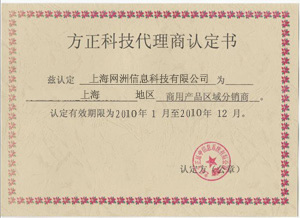 方正科技代理商认定书
兹认定 上海网洲信息科技有限公司 为
上海 地区 商用产品区域分销商 。
认定有效期限为2010年1月至2010年12月。
认定方（公章）